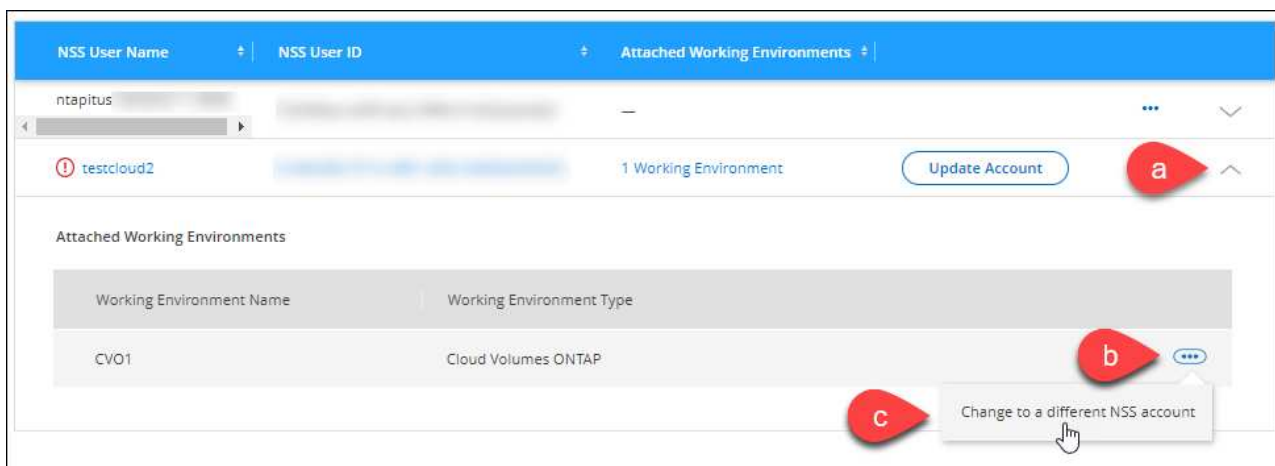 NSS User Name NSS User ID Attached Working Environments
ntapitus — •••
testcloud2 1 Working Environment Update Account a
Attached Working Environments
Working Environment Name Working Environment Type
CVO1 Cloud Volumes ONTAP b •••
c Change to a different NSS account